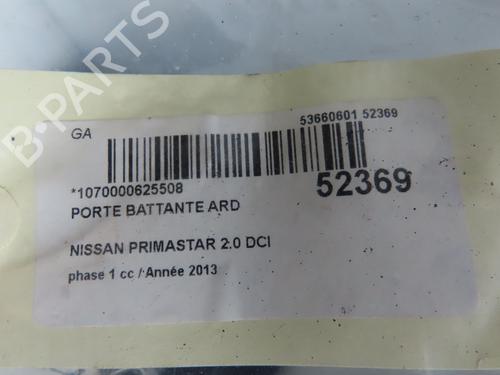 B-PARTS
GA
53660601 52369
*1070000625508
52369
PORTE BATTANTE ARD
NISSAN PRIMASTAR 2.0 DCI
phase 1 cc / Année 2013